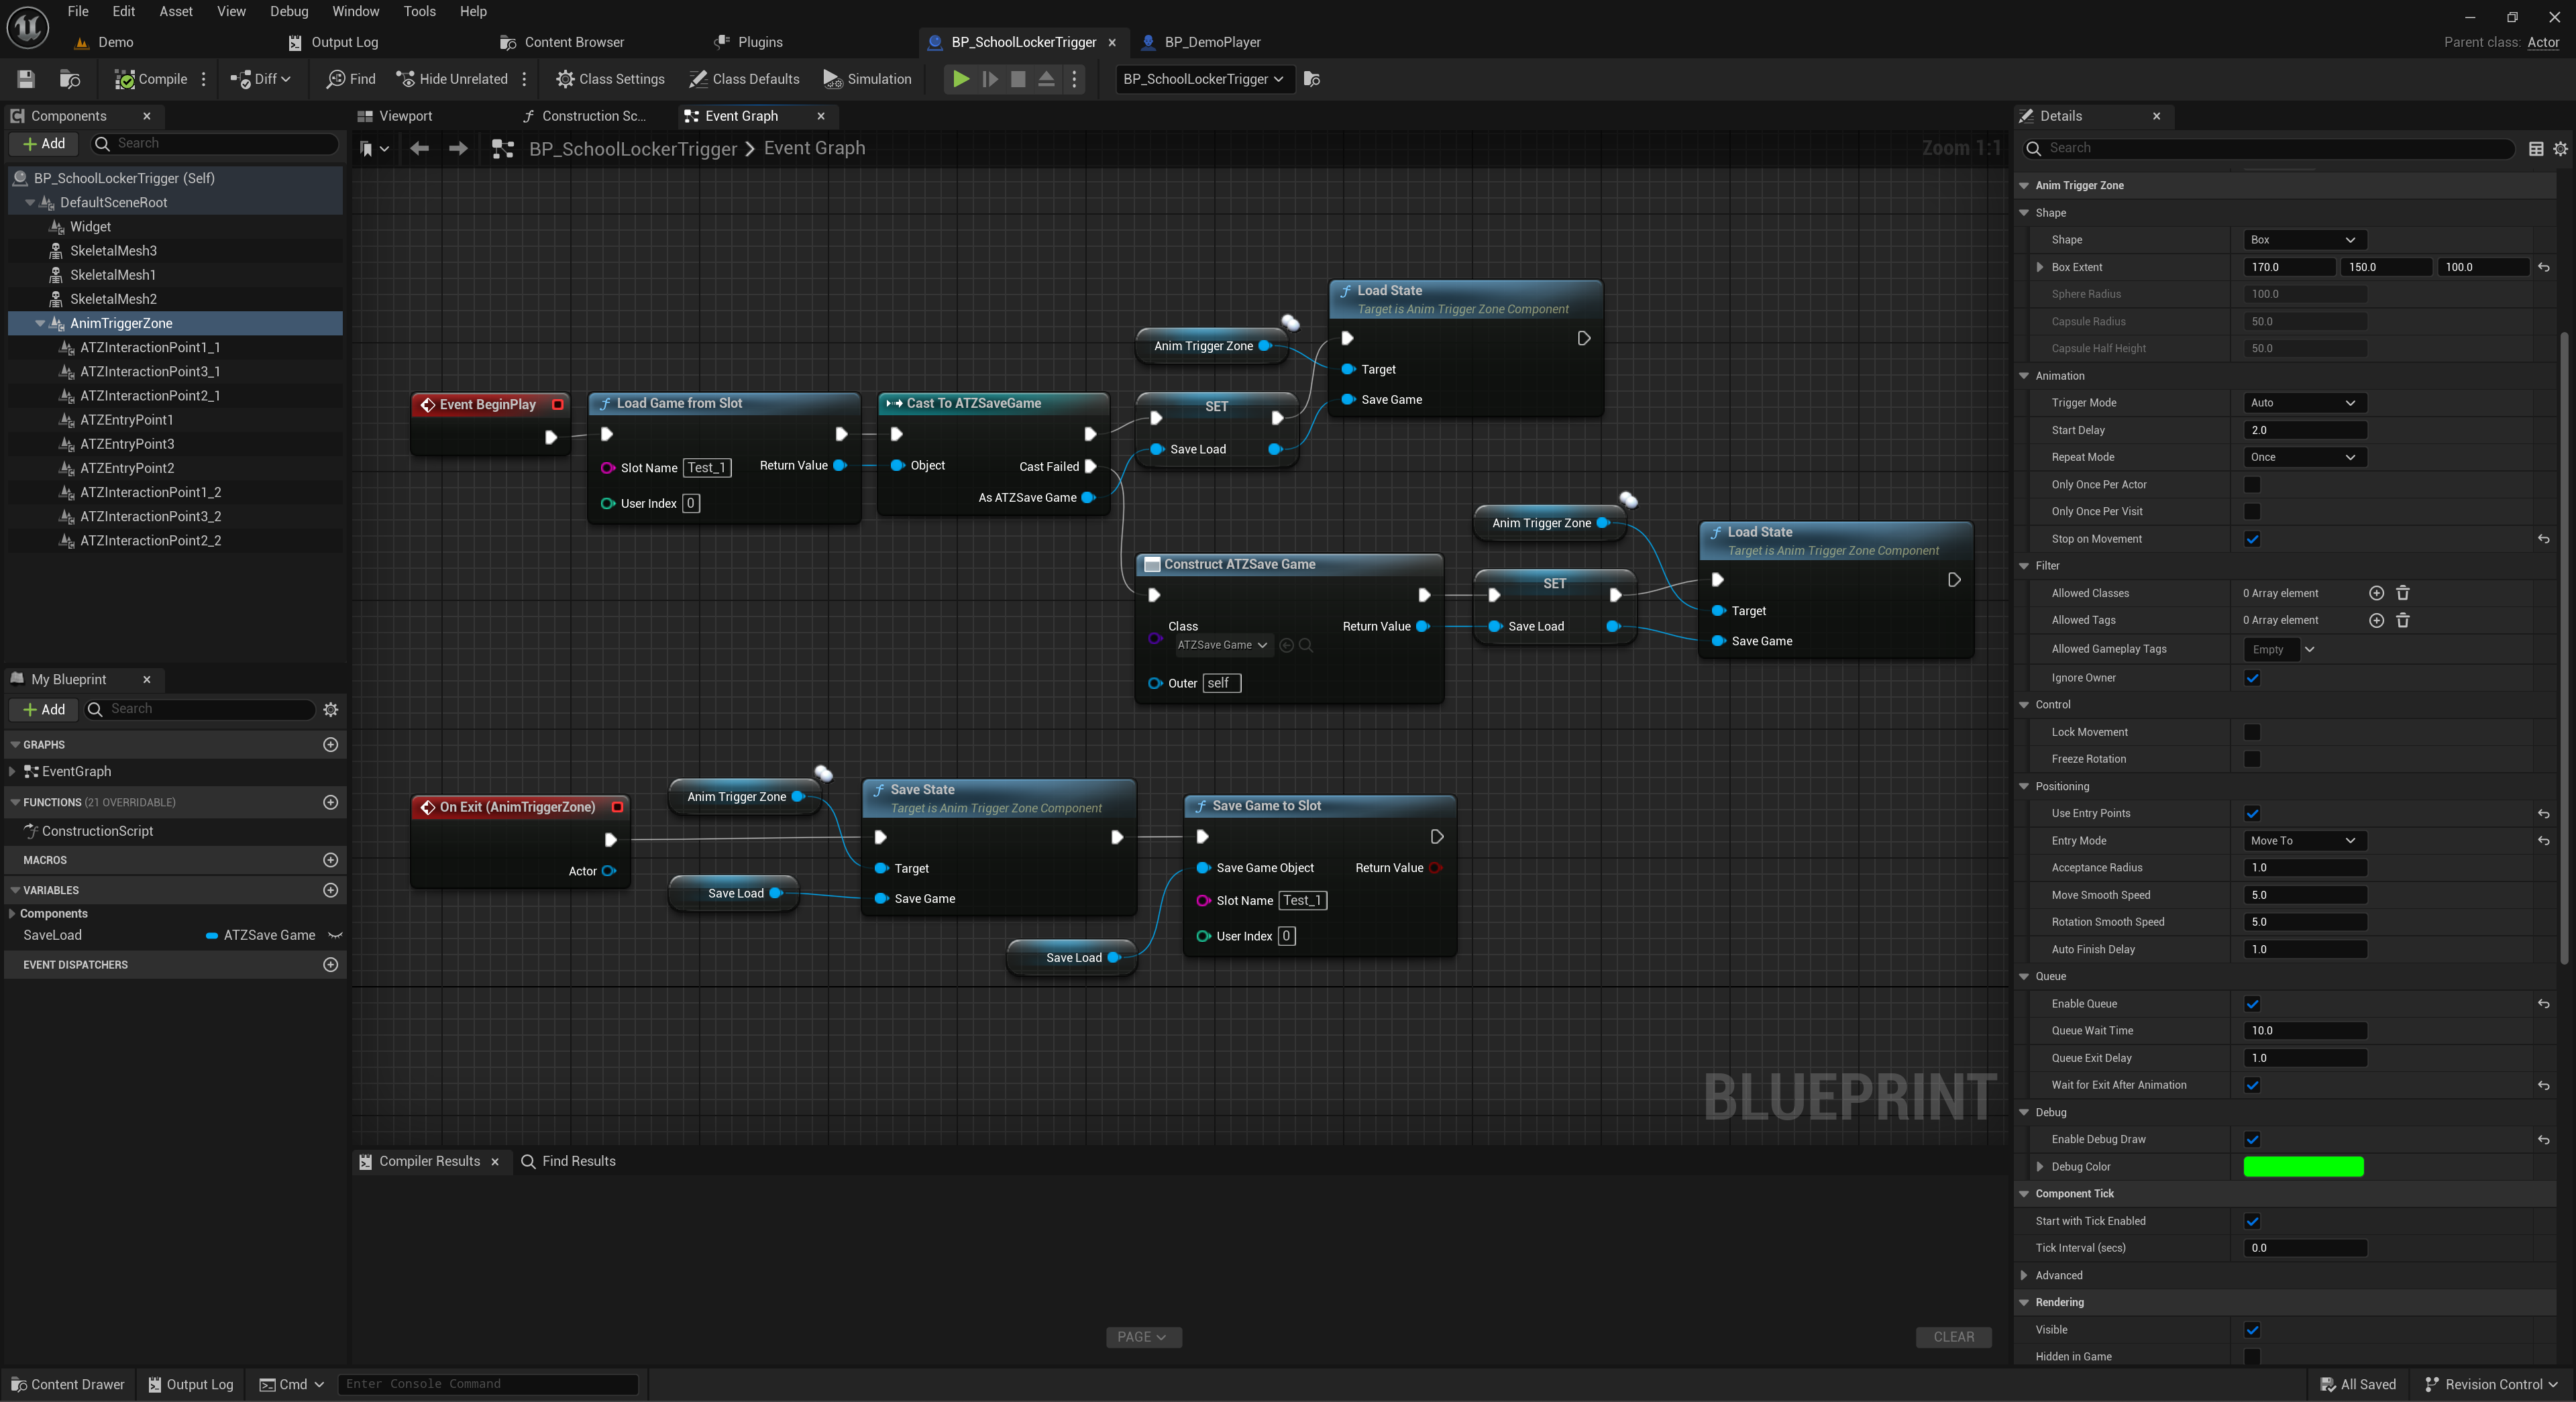 File Edit Asset View Debug Window Tools Help
Demo Output Log Content Browser Plugins BP_SchoolLockerTrigger BP_DemoPlayer
Parent class: Actor
Compile Diff Find Hide Unrelated Class Settings Class Defaults Simulation BP_SchoolLockerTrigger
Components
Add Search
BP_SchoolLockerTrigger (Self)
DefaultSceneRoot
Widget
SkeletalMesh3
SkeletalMesh1
SkeletalMesh2
AnimTriggerZone
ATZInteractionPoint1_1
ATZInteractionPoint3_1
ATZInteractionPoint2_1
ATZEntryPoint1
ATZEntryPoint3
ATZEntryPoint2
ATZInteractionPoint1_2
ATZInteractionPoint3_2
ATZInteractionPoint2_2
My Blueprint
Add Search
GRAPHS
EventGraph
FUNCTIONS (21 OVERRIDABLE)
ConstructionScript
MACROS
VARIABLES
Components
SaveLoad ATZSave Game
EVENT DISPATCHERS
Viewport Construction Sc... Event Graph
BP_SchoolLockerTrigger > Event Graph
Zoom 1:1
Load State
Target is Anim Trigger Zone Component
Target
Save Game
Anim Trigger Zone
Event BeginPlay
Load Game from Slot
Slot Name Test_1 Return Value
User Index 0
Cast To ATZSaveGame
Object Cast Failed
As ATZSave Game
SET
Save Load
Construct ATZSave Game
Class Return Value
ATZSave Game
Outer self
Anim Trigger Zone
SET
Save Load
Load State
Target is Anim Trigger Zone Component
Target
Save Game
On Exit (AnimTriggerZone)
Actor
Anim Trigger Zone
Save Load
Save State
Target is Anim Trigger Zone Component
Target
Save Game
Save Load
Save Game to Slot
Save Game Object Return Value
Slot Name Test_1
User Index 0
BLUEPRINT
Compiler Results Find Results
PAGE CLEAR
Details
Search
Anim Trigger Zone
Shape
Shape Box
Box Extent 170.0 150.0 100.0
Sphere Radius 100.0
Capsule Radius 50.0
Capsule Half Height 50.0
Animation
Trigger Mode Auto
Start Delay 2.0
Repeat Mode Once
Only Once Per Actor
Only Once Per Visit
Stop on Movement
Filter
Allowed Classes 0 Array element
Allowed Tags 0 Array element
Allowed Gameplay Tags Empty
Ignore Owner
Control
Lock Movement
Freeze Rotation
Positioning
Use Entry Points
Entry Mode Move To
Acceptance Radius 1.0
Move Smooth Speed 5.0
Rotation Smooth Speed 5.0
Auto Finish Delay 1.0
Queue
Enable Queue
Queue Wait Time 10.0
Queue Exit Delay 1.0
Wait for Exit After Animation
Debug
Enable Debug Draw
Debug Color
Component Tick
Start with Tick Enabled
Tick Interval (secs) 0.0
Advanced
Rendering
Visible
Hidden in Game
Content Drawer Output Log Cmd Enter Console Command All Saved Revision Control